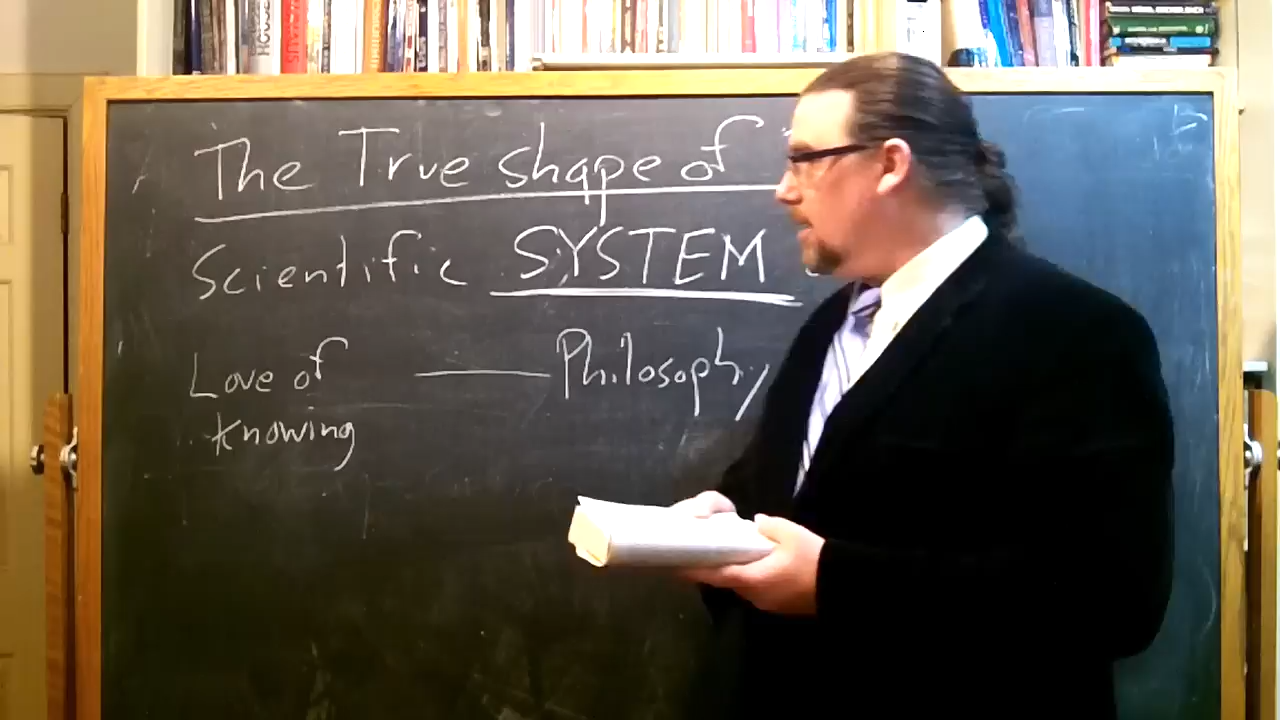 The True shape of
Scientific SYSTEM
Love of —— Philosophy
Knowing